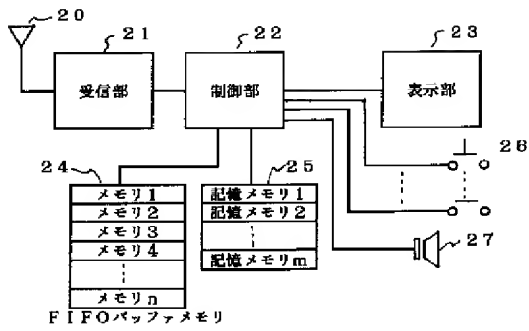 20
21
22
23
受信部
制御部
表示部
26
24
25
メモリ1
メモリ2
メモリ3
メモリ4
メモリn
記憶メモリ1
記憶メモリ2
記憶メモリm
27
FIFOバッファメモリ